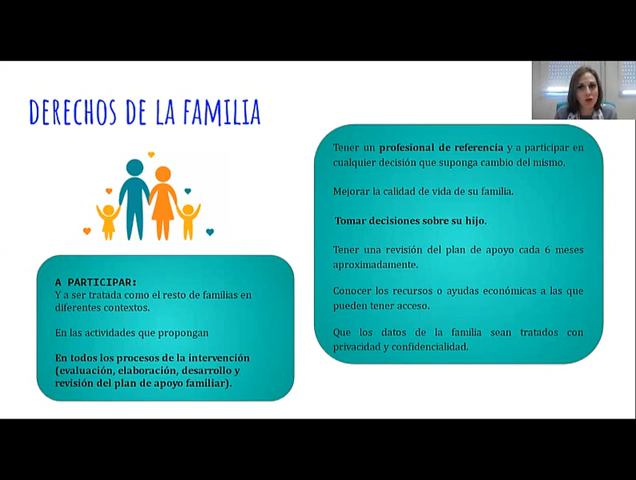 DERECHOS DE LA FAMILIA
A PARTICIPAR:
Y a ser tratada como el resto de familias en
diferentes contextos.
En las actividades que propongan
En todos los procesos de la intervención
(evaluación, elaboración, desarrollo y
revisión del plan de apoyo familiar).
Tener un profesional de referencia y a participar en
cualquier decisión que suponga cambio del mismo.
Mejorar la calidad de vida de su familia.
Tomar decisiones sobre su hijo.
Tener una revisión del plan de apoyo cada 6 meses
aproximadamente.
Conocer los recursos o ayudas económicas a las que
pueden tener acceso.
Que los datos de la familia sean tratados con
privacidad y confidencialidad.